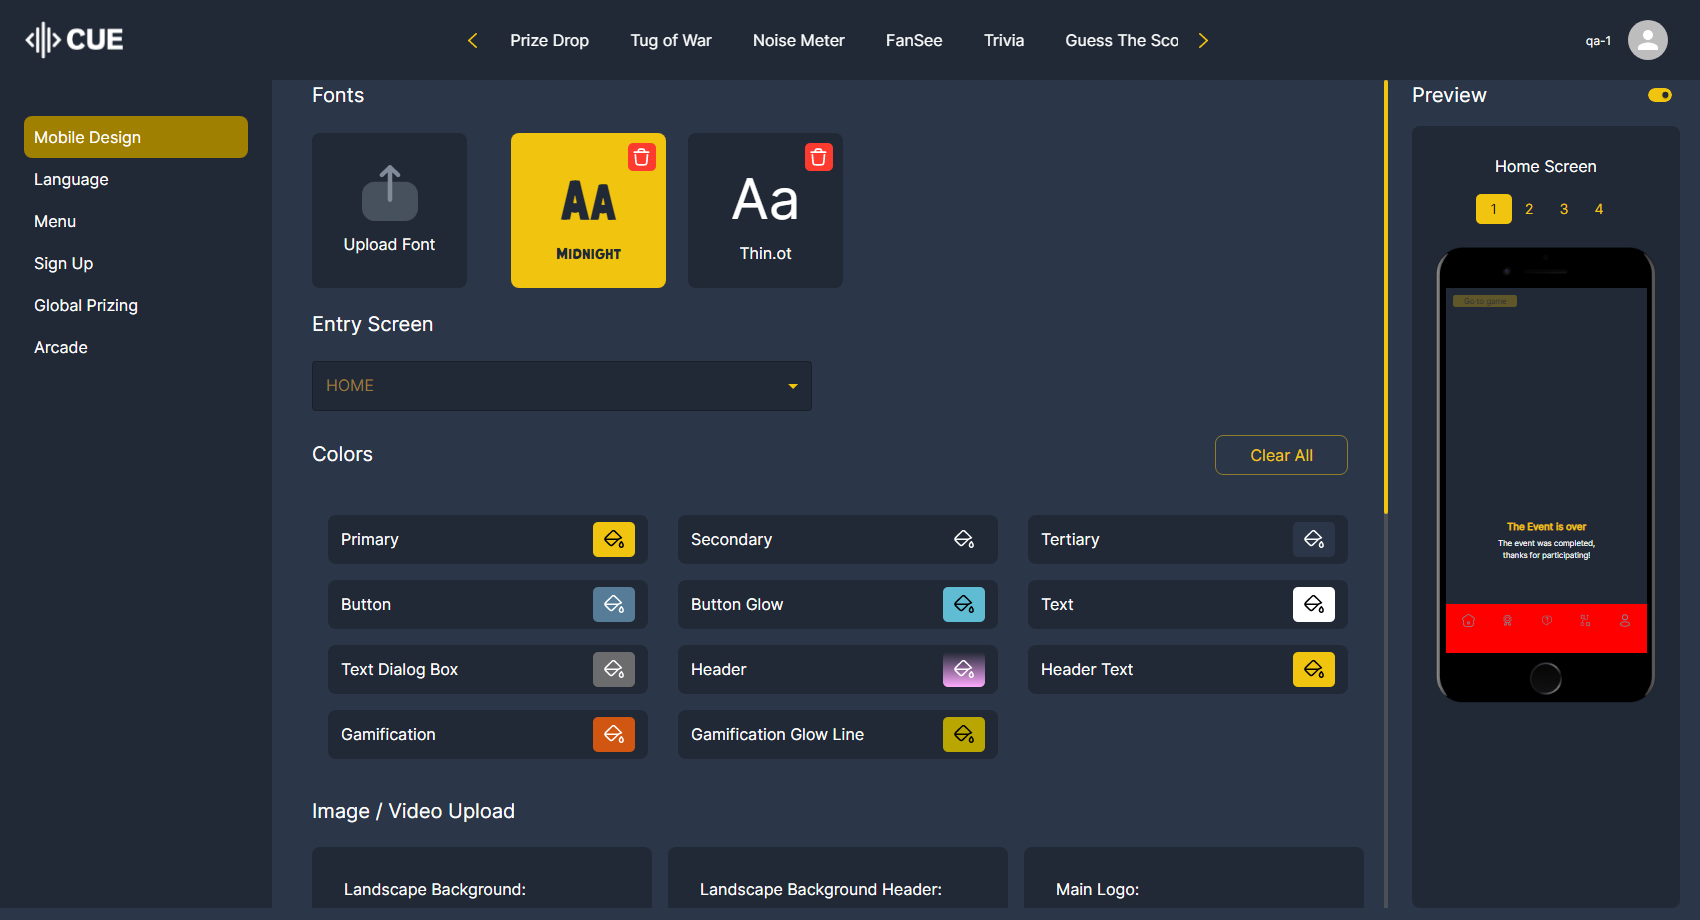 CUE
Prize Drop
Tug of War
Noise Meter
FanSee
Trivia
Guess The Sco
qa-1
Mobile Design
Language
Menu
Sign Up
Global Prizing
Arcade
Fonts
Upload Font
Aa
MIDNIGHT
Aa
Thin.ot
Entry Screen
HOME
Colors
Clear All
Primary
Secondary
Tertiary
Button
Button Glow
Text
Text Dialog Box
Header
Header Text
Gamification
Gamification Glow Line
Image / Video Upload
Landscape Background:
Landscape Background Header:
Main Logo:
Preview
Home Screen
1 2 3 4
Go to game
The Event is over
The event was completed,
thanks for participating!